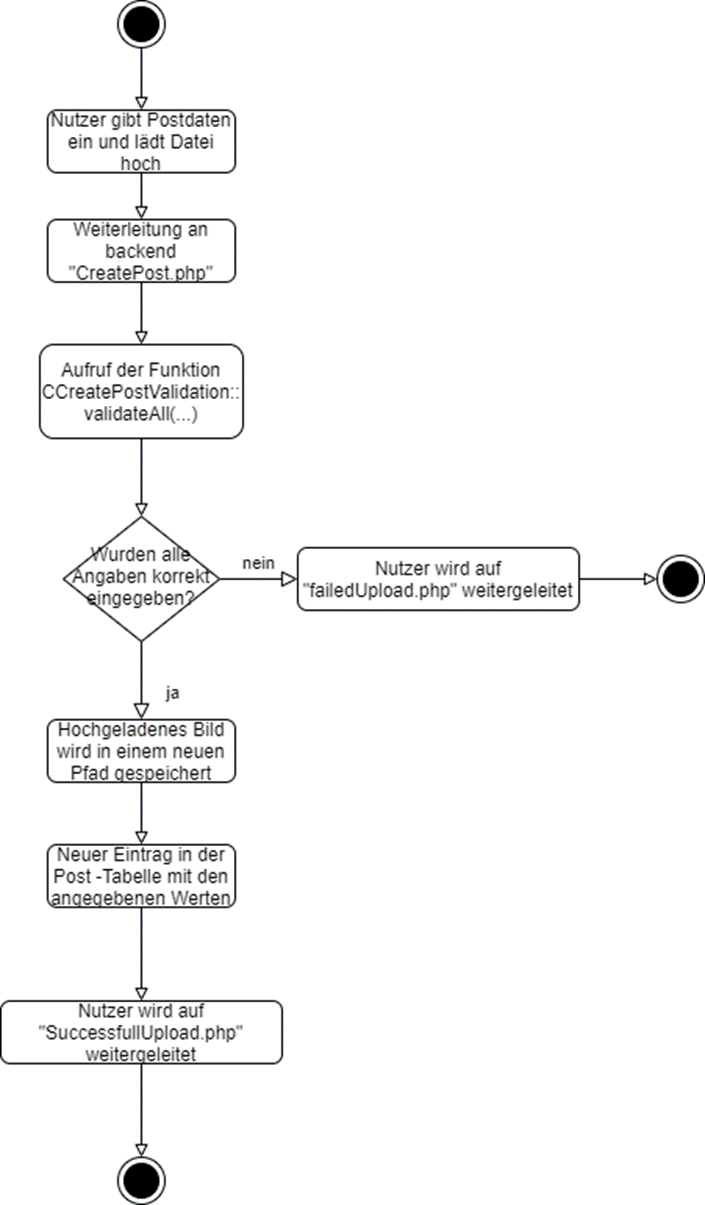 Nutzer gibt Postdaten
ein und lädt Datei
hoch
Weiterleitung an
backend
"CreatePost.php"
Aufruf der Funktion
CCreatePostValidation::
validateAll(...)
Wurden alle
Angaben korrekt
eingegeben?
nein
Nutzer wird auf
"failedUpload.php" weitergeleitet
ja
Hochgeladenes Bild
wird in einem neuen
Pfad gespeichert
Neuer Eintrag in der
Post -Tabelle mit den
angegebenen Werten
Nutzer wird auf
"SuccessfullUpload.php"
weitergeleitet